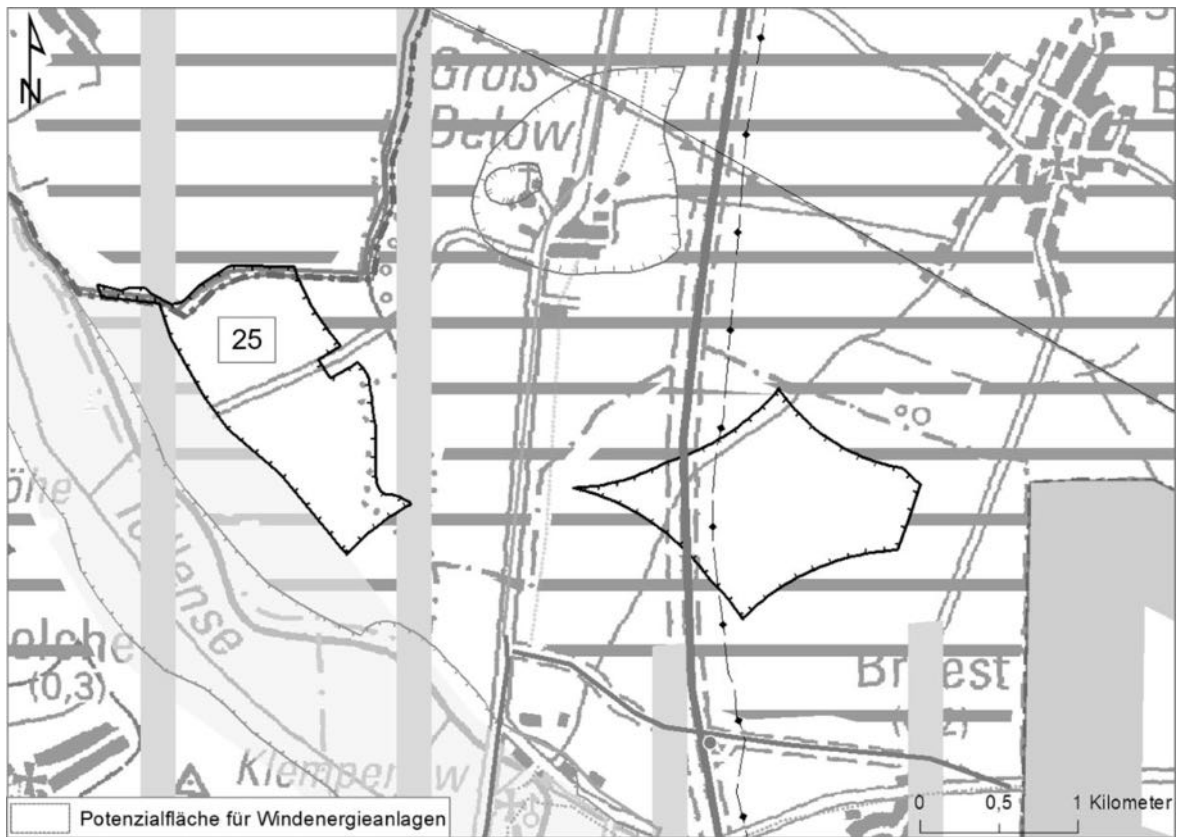 N
Groß
Below
25
Tollense
(0,3)
Klempenow
0 0,5 1 Kilometer
Potenzialfläche für Windenergieanlagen